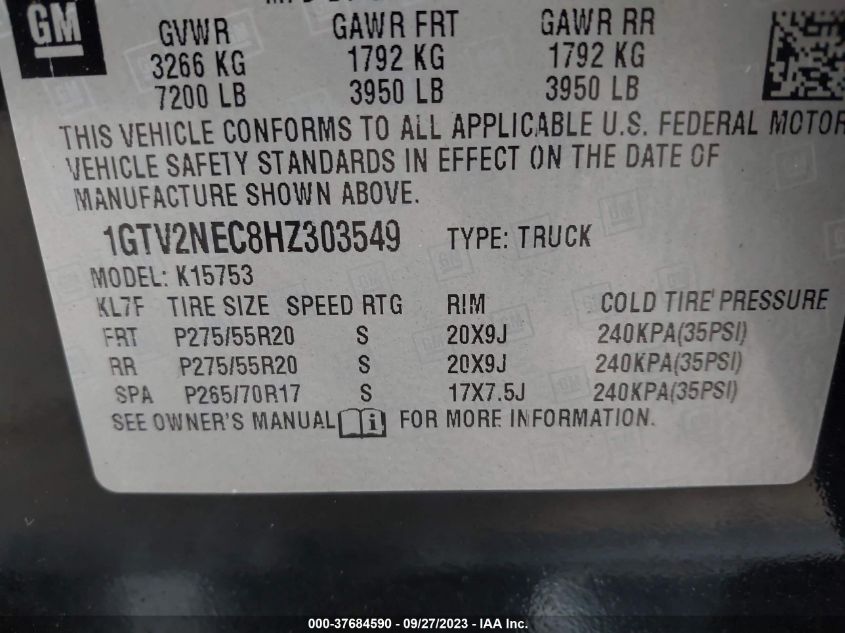 GM
GVWR GAWR FRT GAWR RR
3266 KG 1792 KG 1792 KG
7200 LB 3950 LB 3950 LB
THIS VEHICLE CONFORMS TO ALL APPLICABLE U.S. FEDERAL MOTOR
VEHICLE SAFETY STANDARDS IN EFFECT ON THE DATE OF
MANUFACTURE SHOWN ABOVE.
1GTV2NEC8HZ303549 TYPE: TRUCK
MODEL: K15753
KL7F TIRE SIZE SPEED RTG RIM COLD TIRE PRESSURE
FRT P275/55R20 S 20X9J 240KPA(35PSI)
RR P275/55R20 S 20X9J 240KPA(35PSI)
SPA P265/70R17 S 17X7.5J 240KPA(35PSI)
SEE OWNER'S MANUAL i FOR MORE INFORMATION.
000-37684590 - 09/27/2023 - IAA Inc.